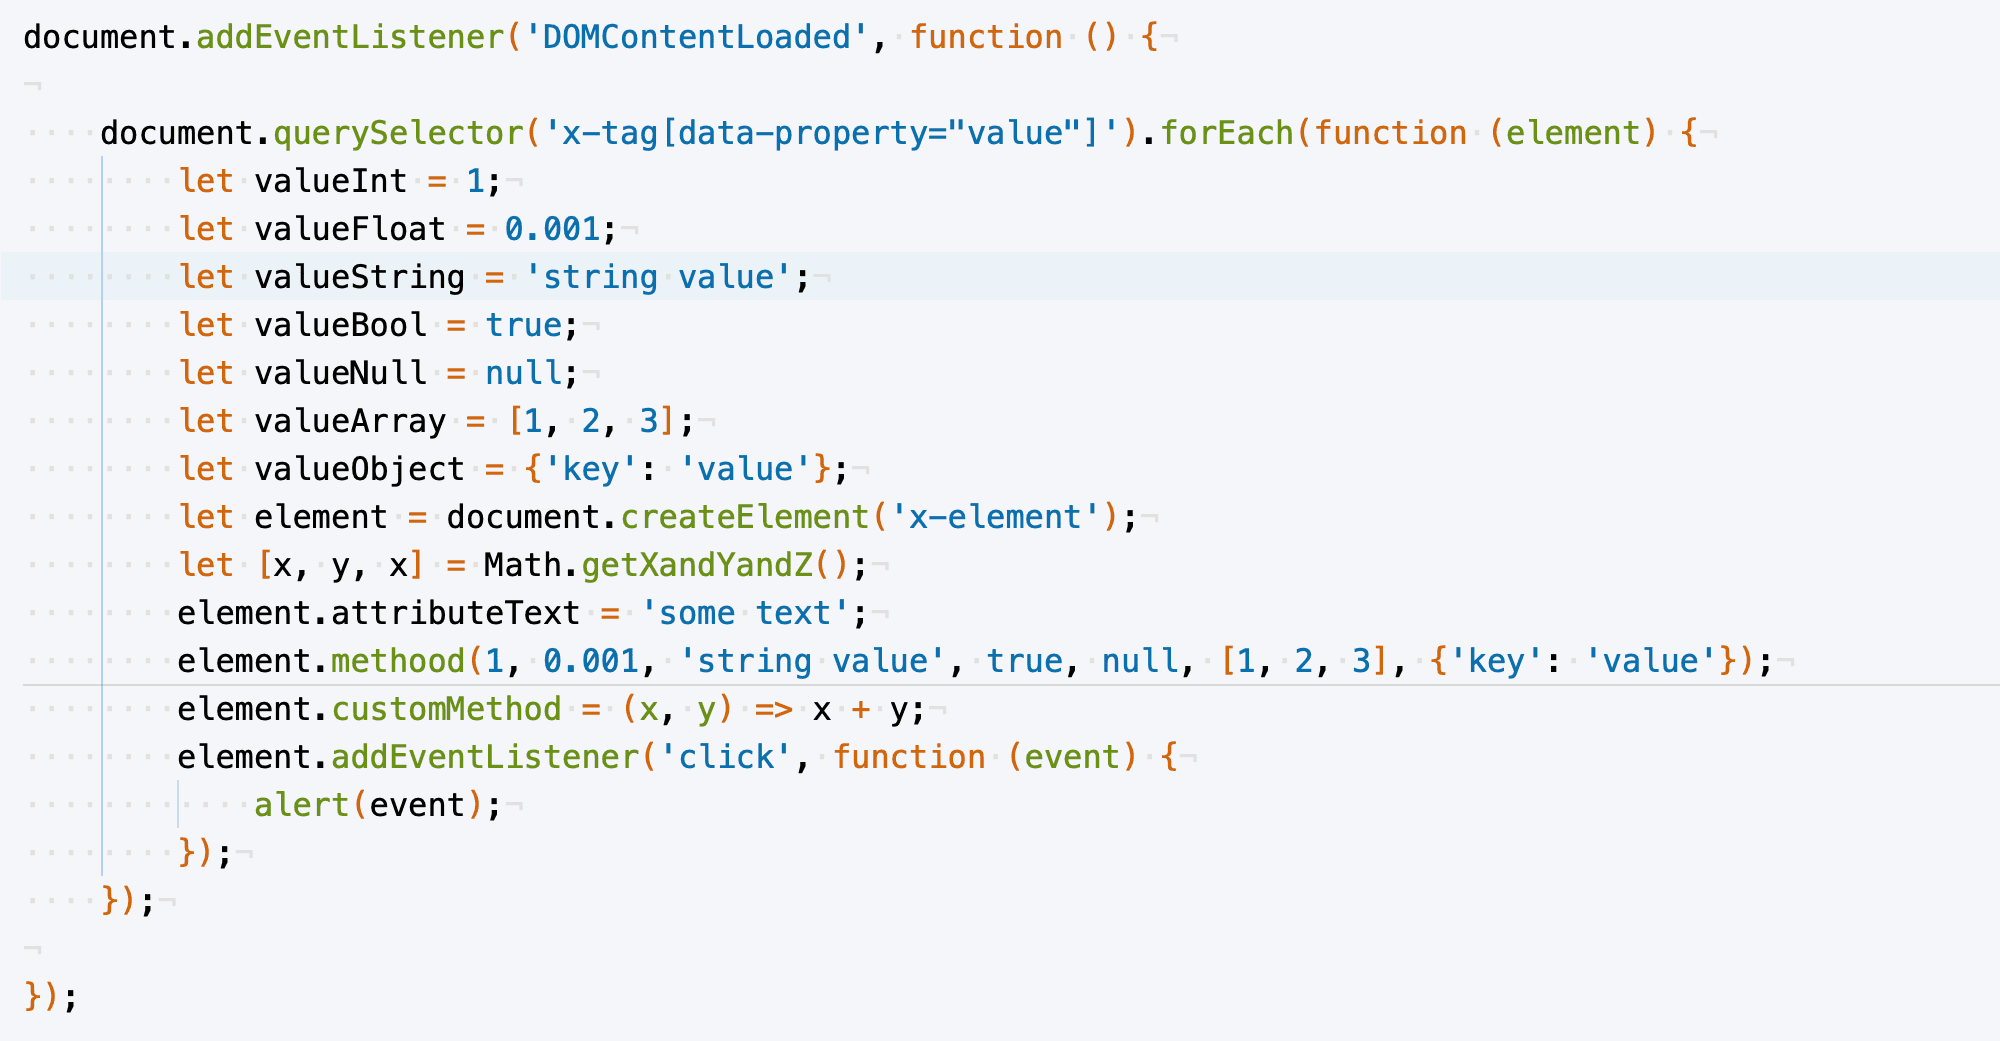 document.addEventListener('DOMContentLoaded', function () {
document.querySelector('x-tag[data-property="value"]').forEach(function (element) {
let valueInt = 1;
let valueFloat = 0.001;
let valueString = 'string value';
let valueBool = true;
let valueNull = null;
let valueArray = [1, 2, 3];
let valueObject = {'key': 'value'};
let element = document.createElement('x-element');
let [x, y, x] = Math.getXandYandZ();
element.attributeText = 'some text';
element.methood(1, 0.001, 'string value', true, null, [1, 2, 3], {'key': 'value'});
element.customMethod = (x, y) => x + y;
element.addEventListener('click', function (event) {
alert(event);
});
});
});